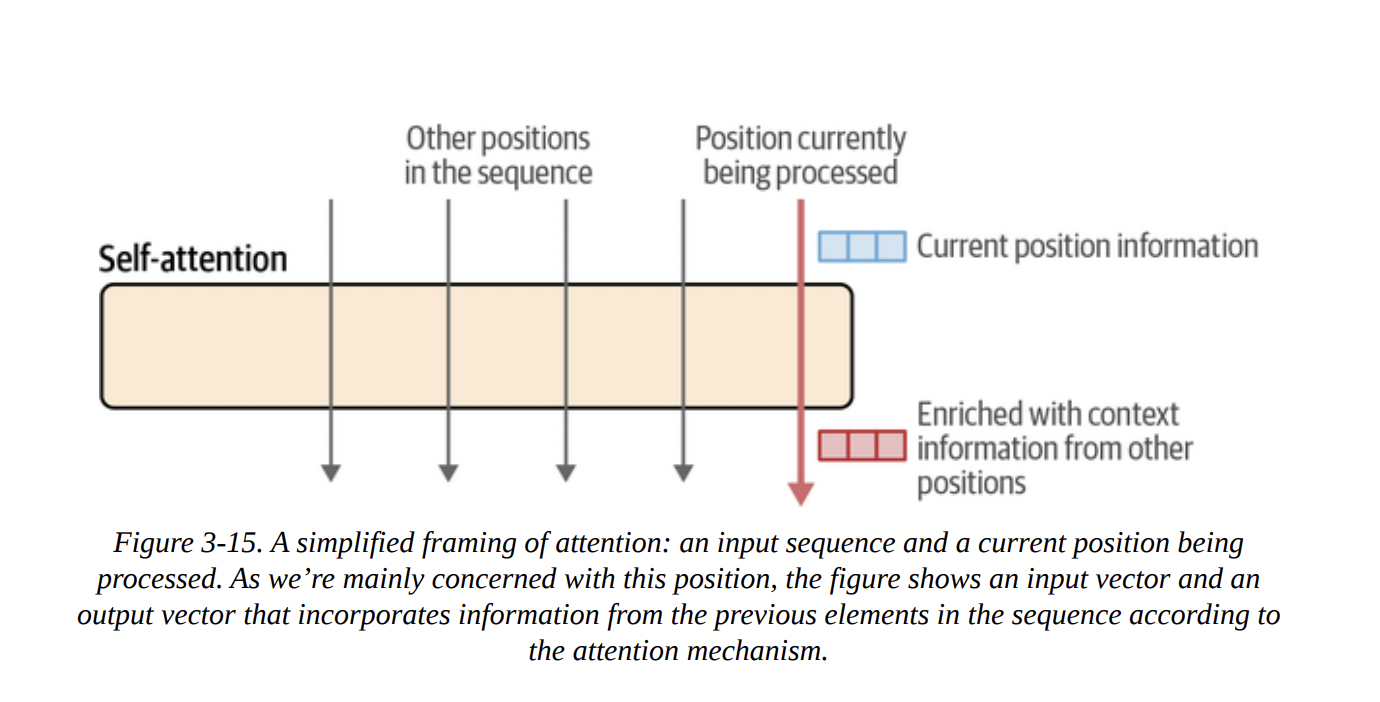 Other positions
in the sequence
Position currently
being processed
Self-attention
Current position information
Enriched with context
information from other
positions
Figure 3-15. A simplified framing of attention: an input sequence and a current position being
processed. As we’re mainly concerned with this position, the figure shows an input vector and an
output vector that incorporates information from the previous elements in the sequence according to
the attention mechanism.